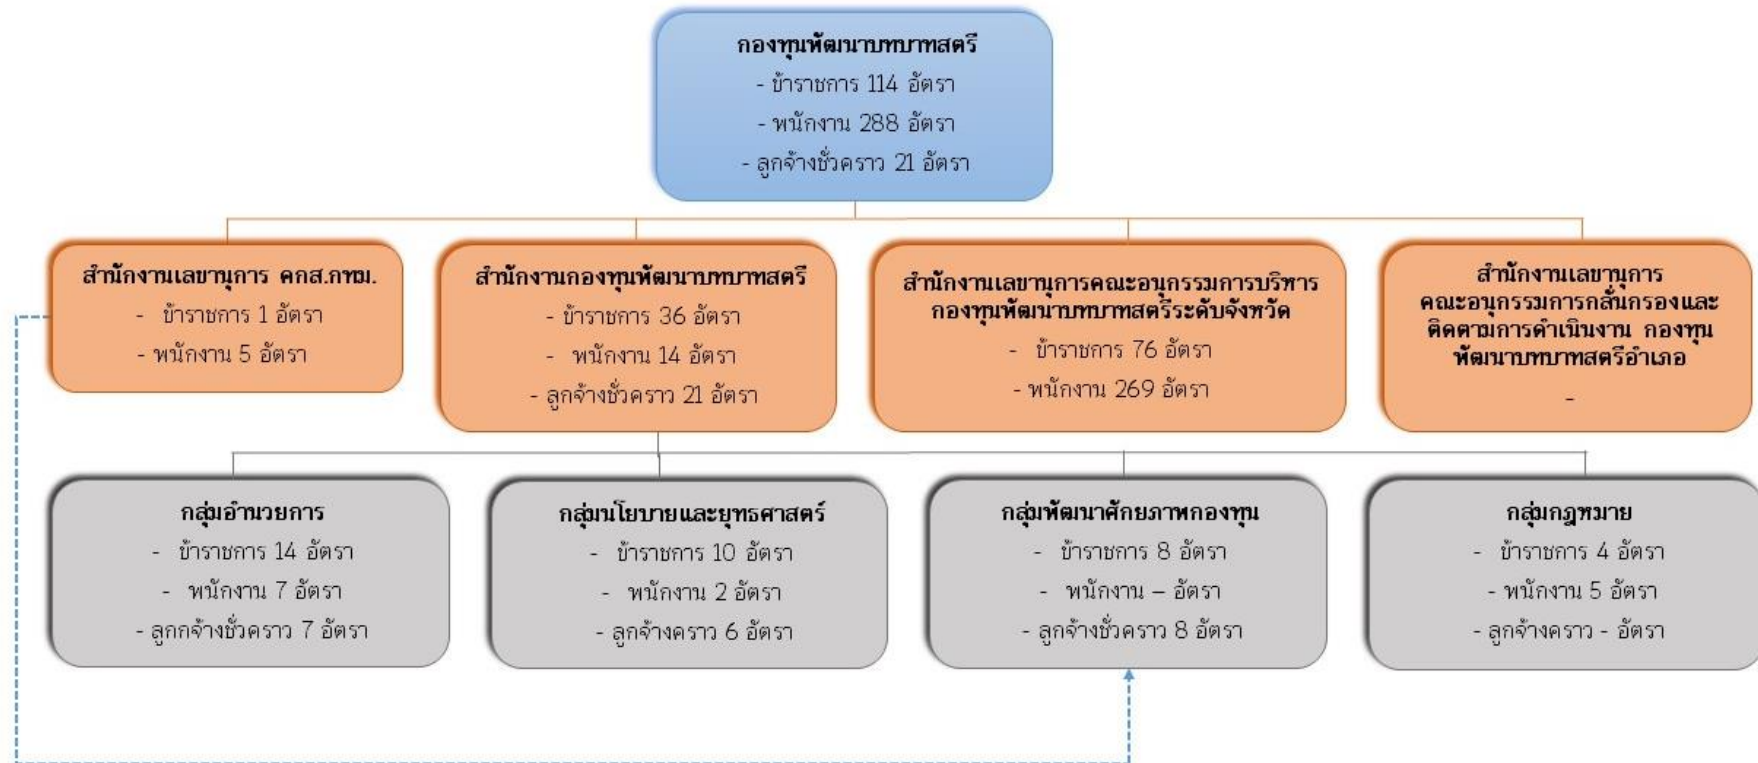 กองทุนพัฒนาบทบาทสตรี
- ข้าราชการ 114 อัตรา
- พนักงาน 288 อัตรา
- ลูกจ้างชั่วคราว 21 อัตรา
สำนักงานเลขานุการ คกส.กทม.
- ข้าราชการ 1 อัตรา
- พนักงาน 5 อัตรา
สำนักงานกองทุนพัฒนาบทบาทสตรี
- ข้าราชการ 36 อัตรา
- พนักงาน 14 อัตรา
- ลูกจ้างชั่วคราว 21 อัตรา
สำนักงานเลขานุการคณะอนุกรรมการบริหาร
กองทุนพัฒนาบทบาทสตรีระดับจังหวัด
- ข้าราชการ 76 อัตรา
- พนักงาน 269 อัตรา
สำนักงานเลขานุการ
คณะอนุกรรมการกลั่นกรองและ
ติดตามการดำเนินงาน กองทุน
พัฒนาบทบาทสตรีอำเภอ
-
กลุ่มอำนวยการ
- ข้าราชการ 14 อัตรา
- พนักงาน 7 อัตรา
- ลูกกจ้างชั่วคราว 7 อัตรา
กลุ่มนโยบายและยุทธศาสตร์
- ข้าราชการ 10 อัตรา
- พนักงาน 2 อัตรา
- ลูกจ้างคราว 6 อัตรา
กลุ่มพัฒนาศักยภาพกองทุน
- ข้าราชการ 8 อัตรา
- พนักงาน – อัตรา
- ลูกจ้างชั่วคราว 8 อัตรา
กลุ่มกฎหมาย
- ข้าราชการ 4 อัตรา
- พนักงาน 5 อัตรา
- ลูกจ้างคราว - อัตรา